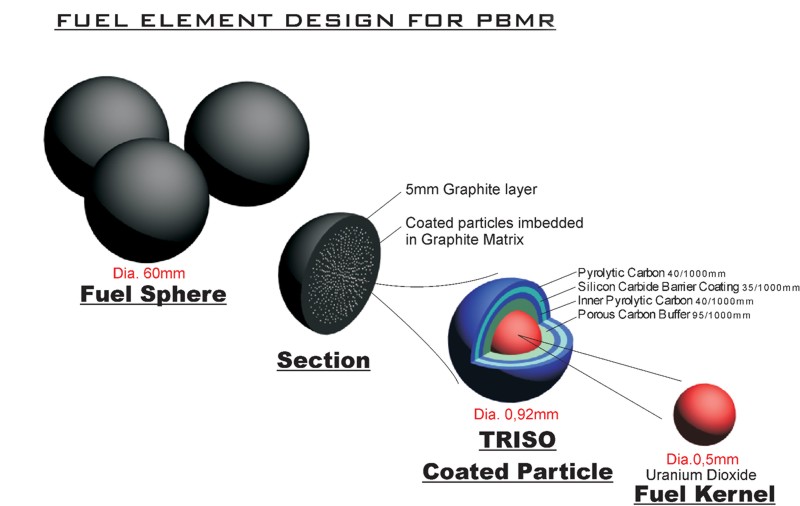 FUEL ELEMENT DESIGN FOR PBMR
5mm Graphite layer
Coated particles imbedded
in Graphite Matrix
Dia. 60mm
Fuel Sphere
Pyrolytic Carbon 40/1000mm
Silicon Carbide Barrier Coating 35/1000mm
Inner Pyrolytic Carbon 40/1000mm
Porous Carbon Buffer 95/1000mm
Section
Dia. 0,92mm
TRISO
Coated Particle
Dia.0,5mm
Uranium Dioxide
Fuel Kernel